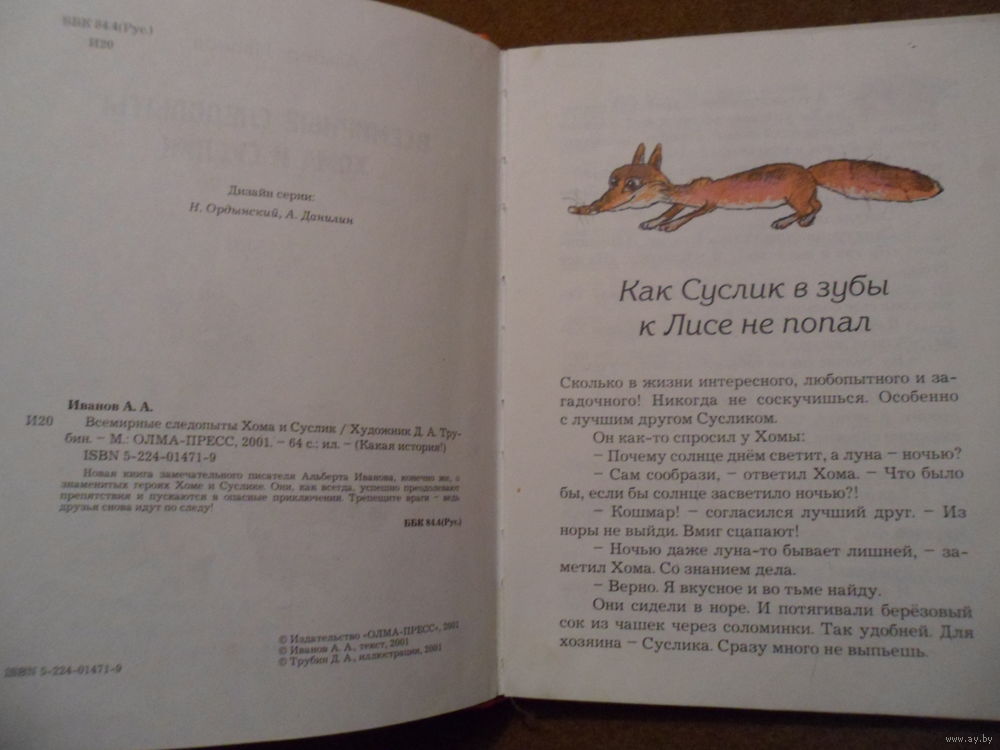 ББК 84.4(Рус.)
И20
Дизайн серии:
Н. Ордынский, А. Данилин
Иванов А. А.
И20 Всемирные следопыты Хома и Суслик / Художник Д. А. Тру-
бин. – М.: ОЛМА-ПРЕСС, 2001. – 64 с.; ил. – (Какая история!)
ISBN 5-224-01471-9
Новая книга замечательного писателя Альберта Иванова, конечно же, о
знаменитых героях Хоме и Суслике. Они, как всегда, успешно преодолевают
препятствия и пускаются в опасные приключения. Трепещите враги – ведь
друзья снова идут по следу!
ББК 84.4(Рус.)
© Издательство «ОЛМА-ПРЕСС», 2001
© Иванов А. А., текст, 2001
© Трубин Д. А., иллюстрации, 2001
ISBN 5-224-01471-9
Как Суслик в зубы
к Лисе не попал
Сколько в жизни интересного, любопытного и за-
гадочного! Никогда не соскучишься. Особенно
с лучшим другом Сусликом.
Он как-то спросил у Хомы:
– Почему солнце днём светит, а луна – ночью?
– Сам сообрази, – ответил Хома. – Что было
бы, если бы солнце засветило ночью?!
– Кошмар! – согласился лучший друг. – Из
норы не выйди. Вмиг сцапают!
– Ночью даже луна-то бывает лишней, – за-
метил Хома. Со знанием дела.
– Верно. Я вкусное и во тьме найду.
Они сидели в норе. И потягивали берёзовый
сок из чашек через соломинки. Так удобней. Для
хозяина – Суслика. Сразу много не выпьешь.
www.ay.by